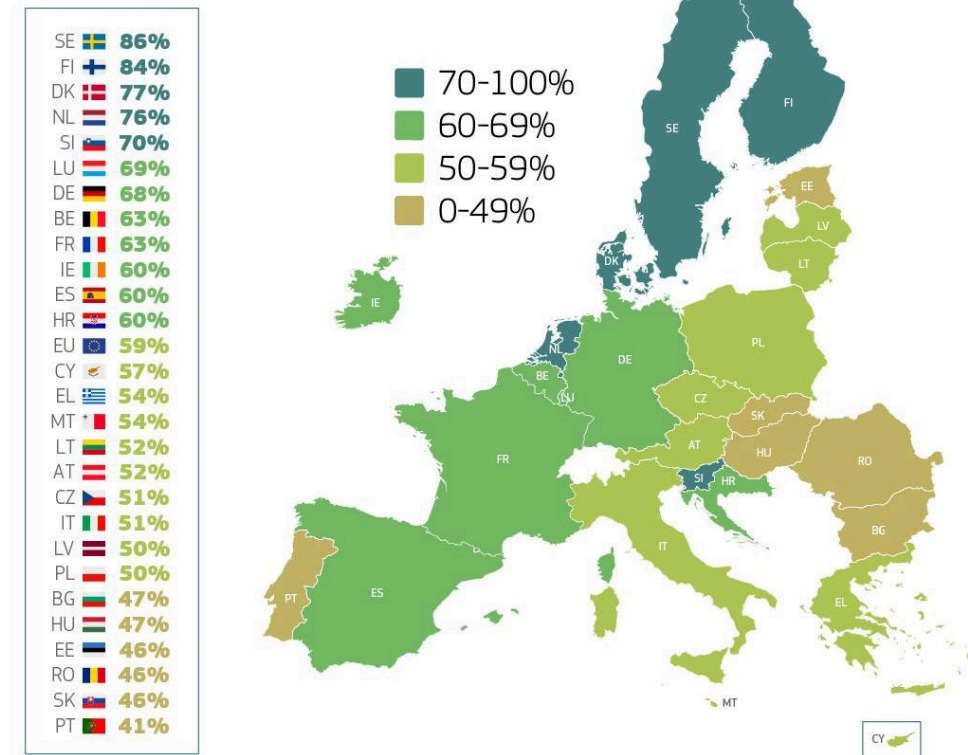 SE 86%
FI 84%
DK 77%
NL 76%
SI 70%
LU 69%
DE 68%
BE 63%
FR 63%
IE 60%
ES 60%
HR 60%
EU 59%
CY 57%
EL 54%
MT 54%
LT 52%
AT 52%
CZ 51%
IT 51%
LV 50%
PL 50%
BG 47%
HU 47%
EE 46%
RO 46%
SK 46%
PT 41%
70-100%
60-69%
50-59%
0-49%
FI
SE
EE
LV
LT
DK
IE
NL
PL
DE
BE
LU
CZ
SK
AT
HU
FR
RO
SI
HR
BG
IT
ES
PT
EL
MT
CY